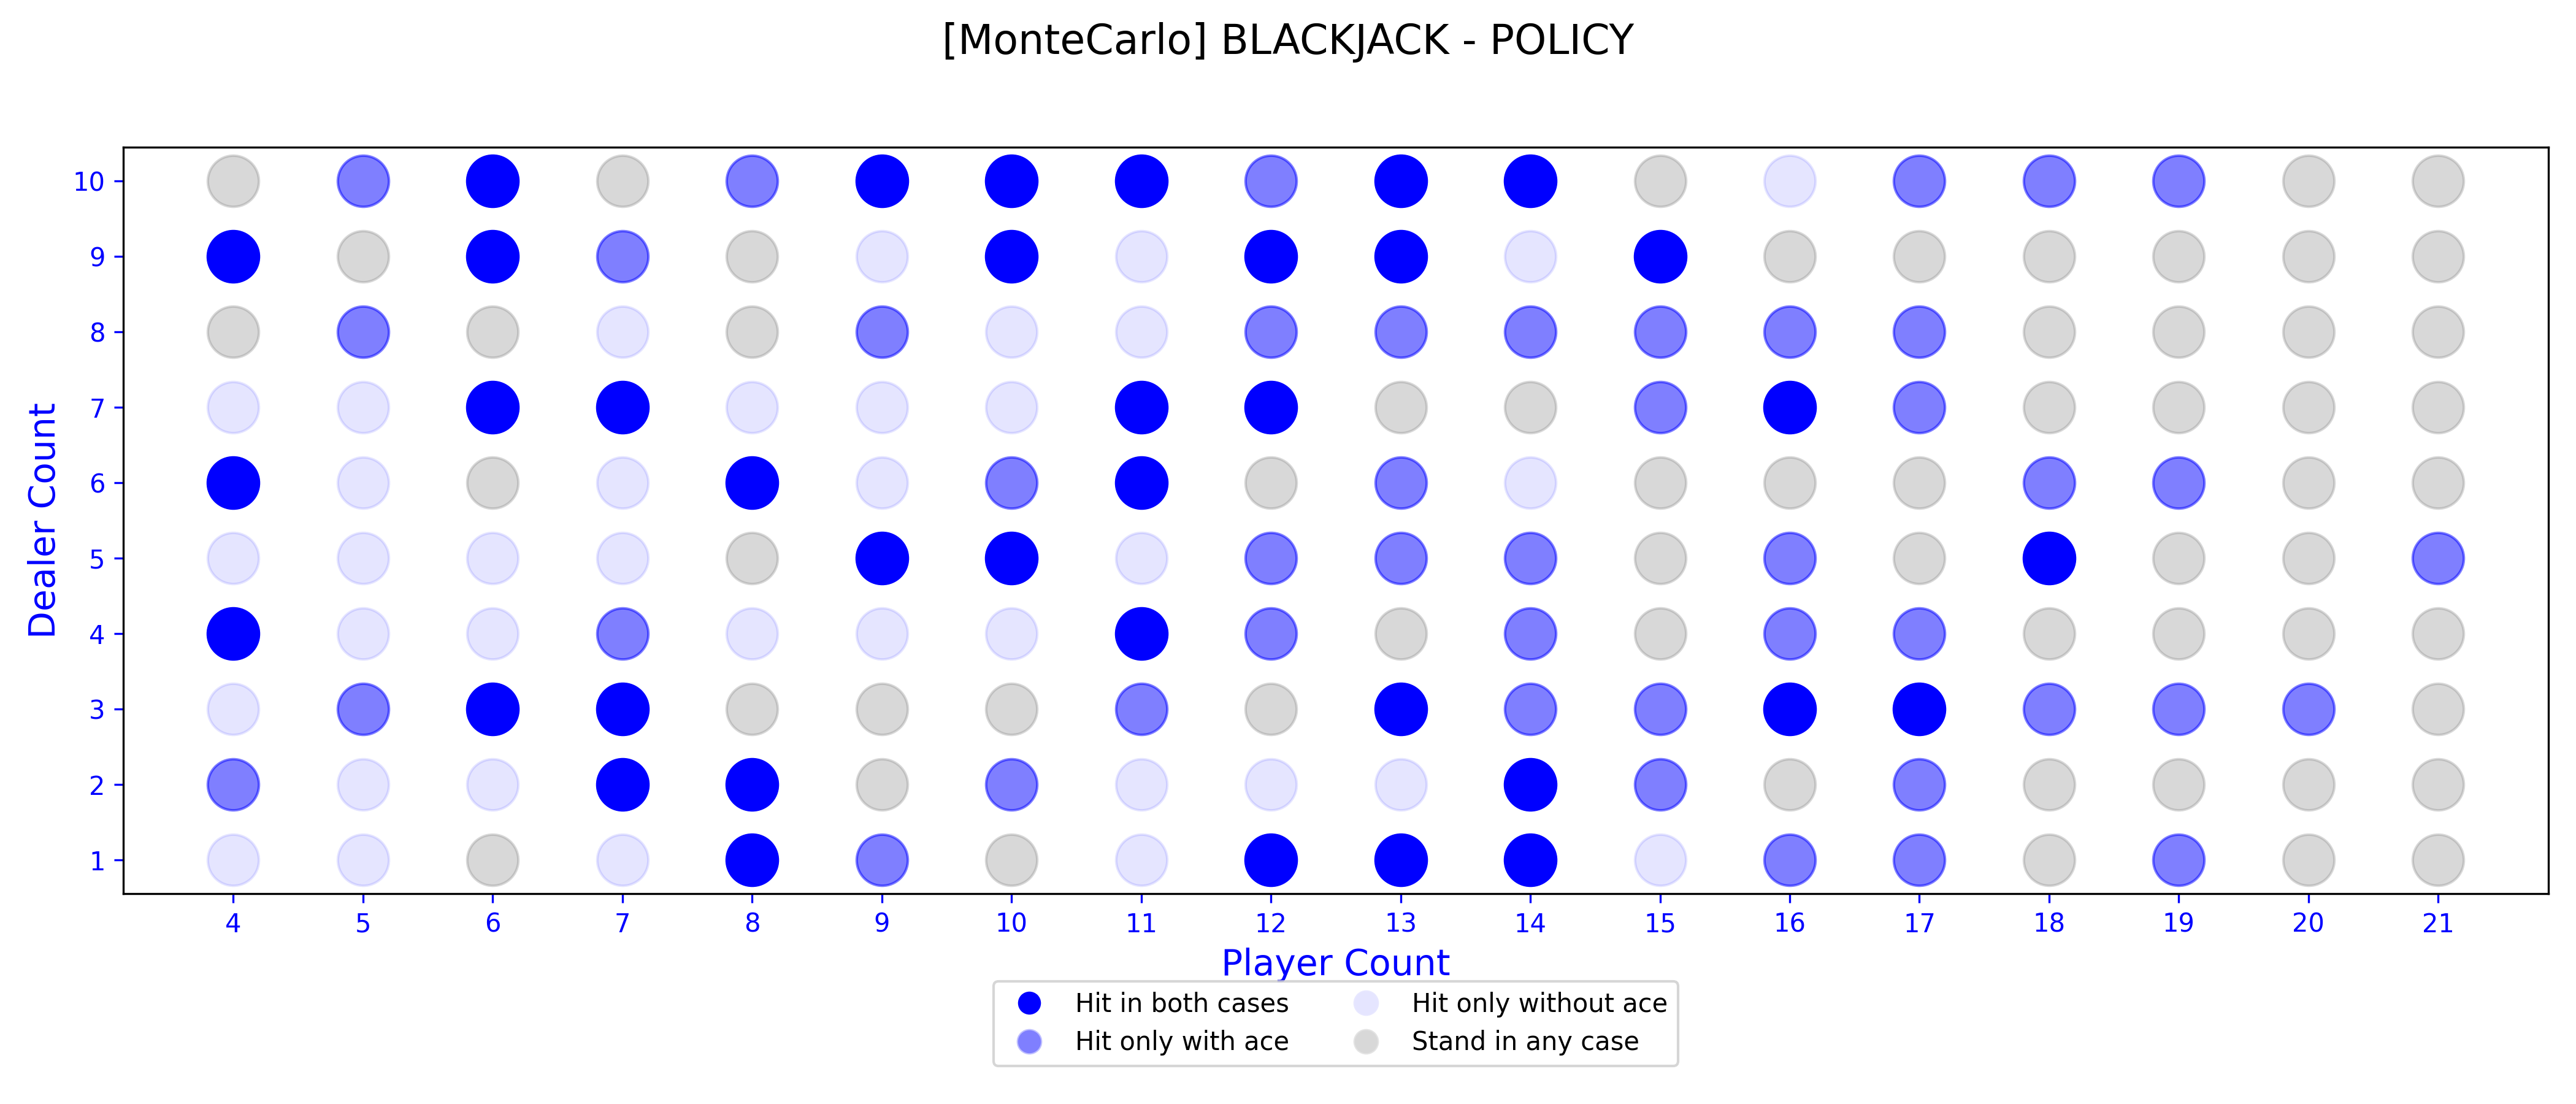 [MonteCarlo] BLACKJACK - POLICY
10
9
8
7
6
5
4
3
2
1
Dealer Count
4 5 6 7 8 9 10 11 12 13 14 15 16 17 18 19 20 21
Player Count
Hit in both cases
Hit only with ace
Hit only without ace
Stand in any case